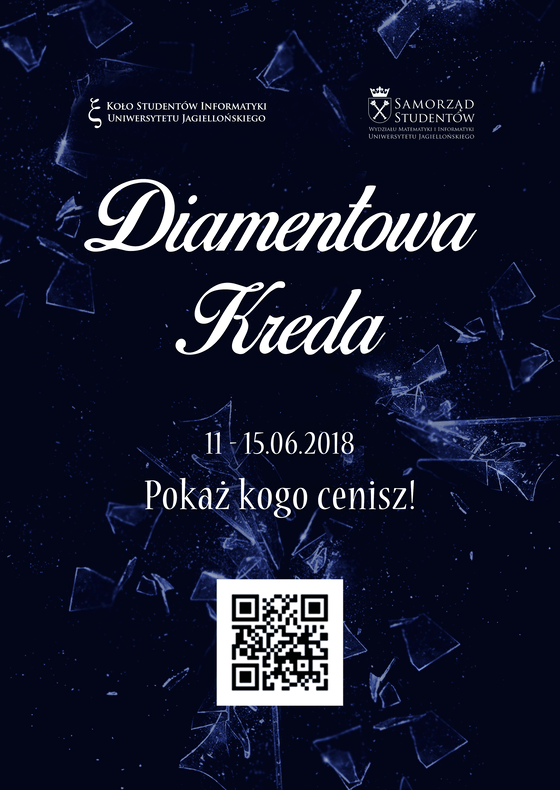 Koło Studentów Informatyki
Uniwersytetu Jagiellońskiego
Samorząd
Studentów
Wydziału Matematyki i Informatyki
Uniwersytetu Jagiellońskiego
Diamentowa
Kreda
11 - 15.06.2018
Pokaż kogo cenisz!